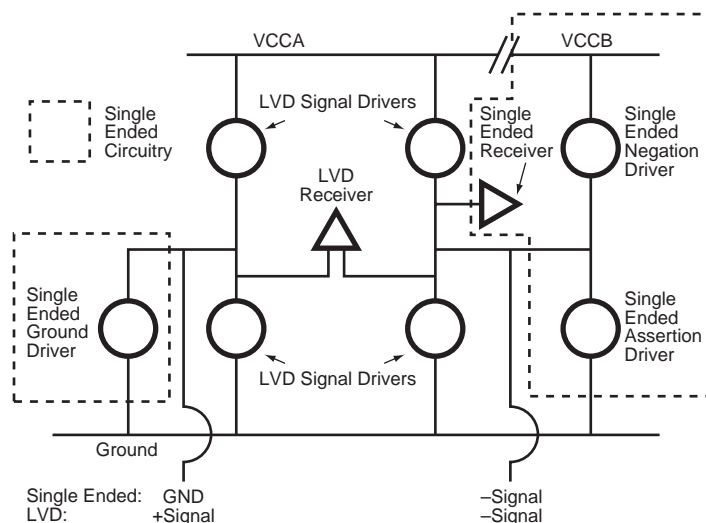 VCCA
VCCB
Single
Ended
Circuitry
LVD Signal Drivers
Single
Ended
Receiver
Single
Ended
Negation
Driver
LVD
Receiver
Single
Ended
Ground
Driver
Single
Ended
Assertion
Driver
LVD Signal Drivers
Ground
Single Ended: GND –Signal
LVD: +Signal –Signal